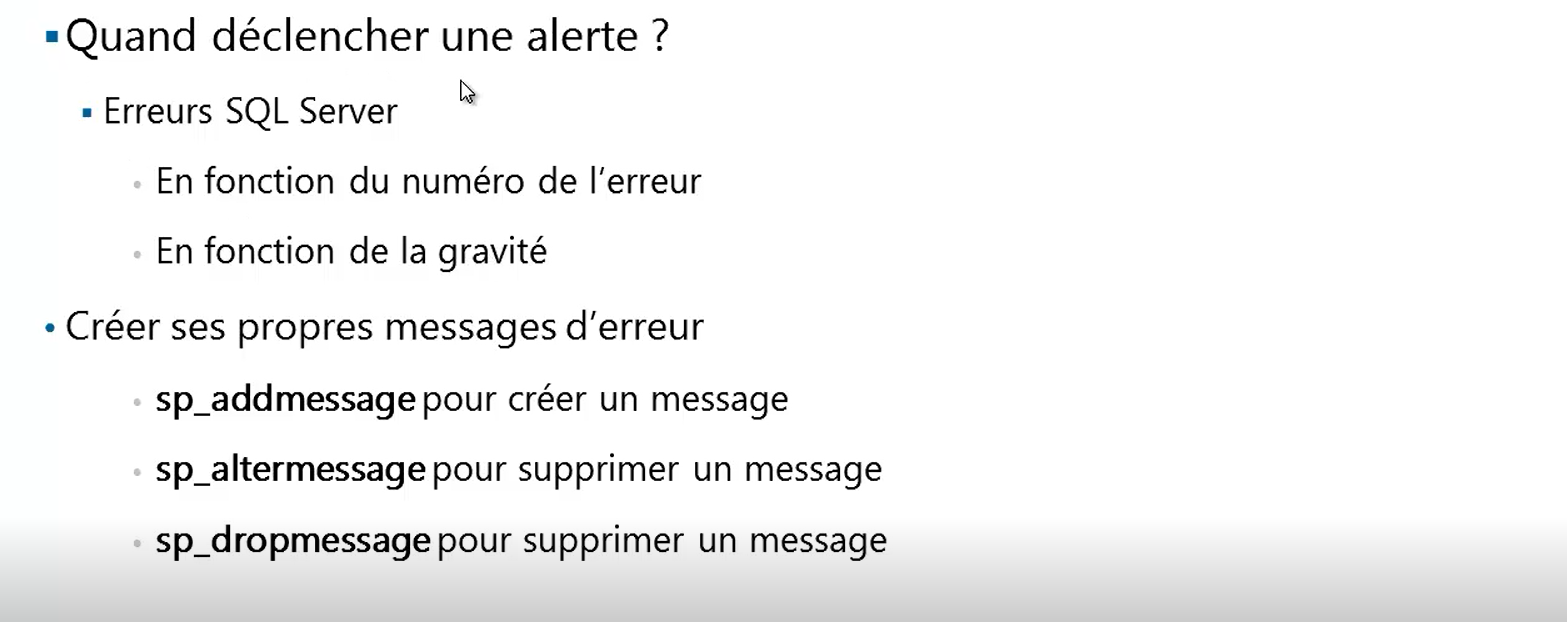 Quand déclencher une alerte ?
Erreurs SQL Server
En fonction du numéro de l'erreur
En fonction de la gravité
Créer ses propres messages d'erreur
sp_addmessage pour créer un message
sp_altermessage pour supprimer un message
sp_dropmessage pour supprimer un message